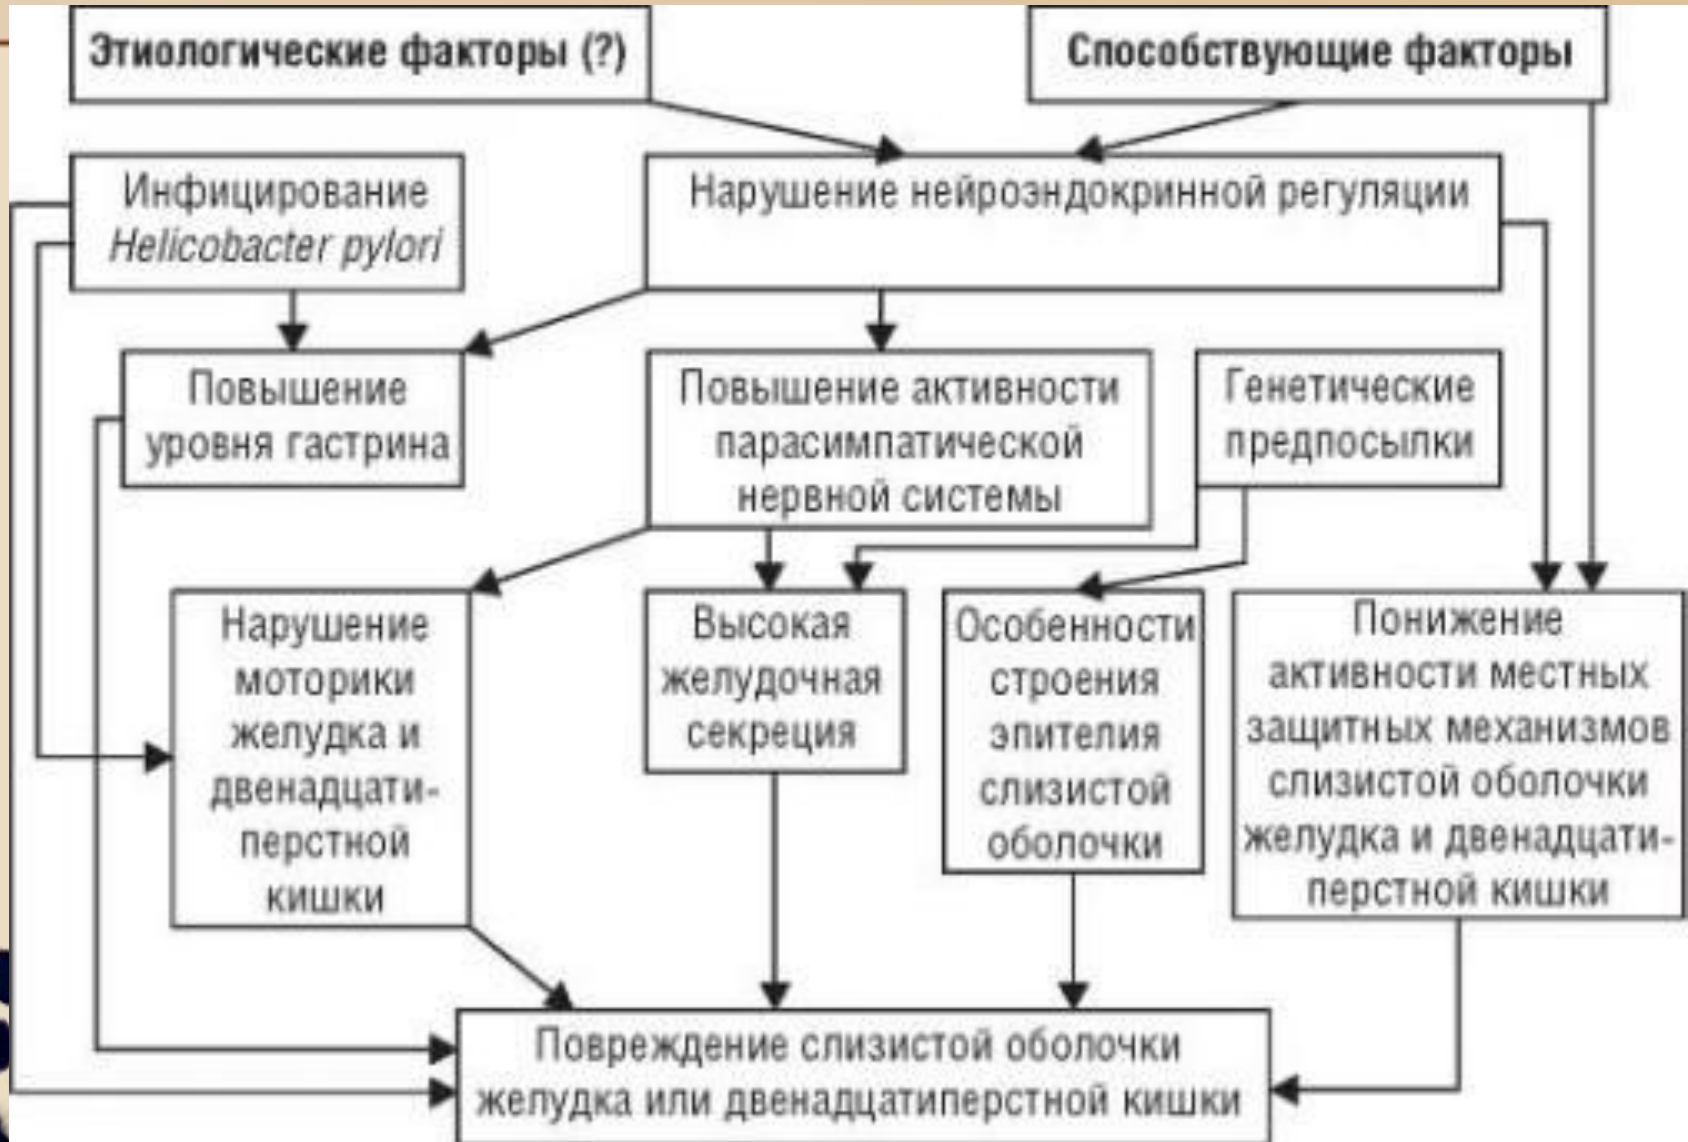 Этиологические факторы (?)
Способствующие факторы
Инфицирование
Helicobacter pylori
Нарушение нейроэндокринной регуляции
Повышение
уровня гастрина
Повышение активности
парасимпатической
нервной системы
Генетические
предпосылки
Нарушение
моторики
желудка и
двенадцати-
перстной
кишки
Высокая
желудочная
секреция
Особенности
строения
эпителия
слизистой
оболочки
Понижение
активности местных
защитных механизмов
слизистой оболочки
желудка и двенадцати-
перстной кишки
Повреждение слизистой оболочки
желудка или двенадцатиперстной кишки